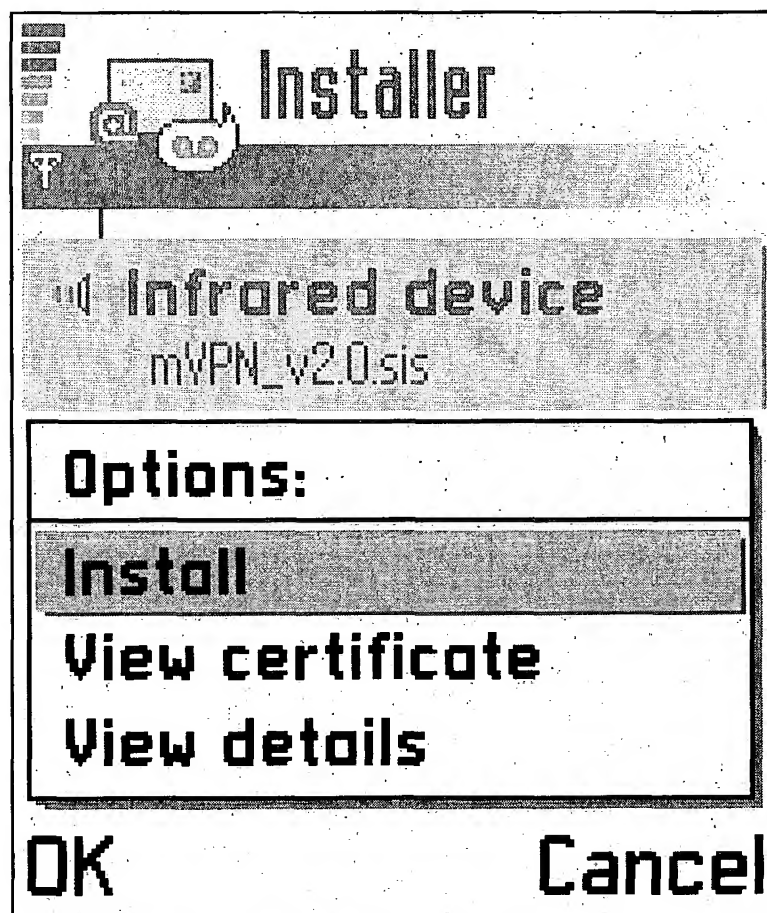 Installer
Infrared device
mVPN_v2.0.sis
Options:
Install
View certificate
View details
OK Cancel